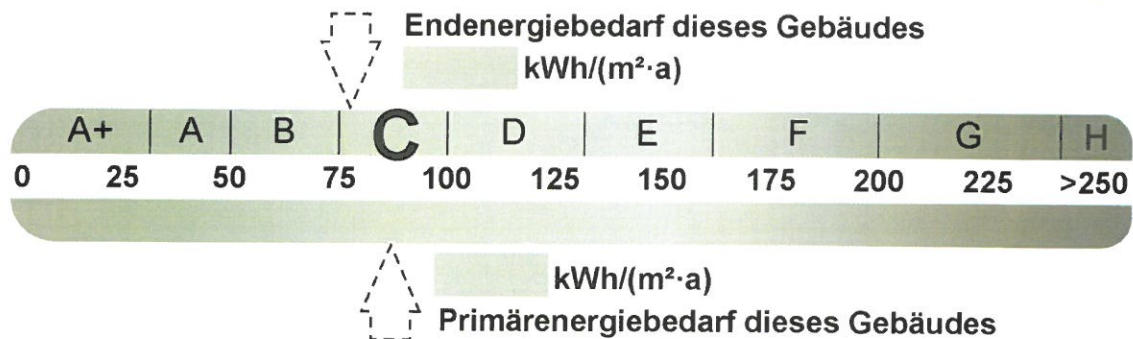 Endenergiebedarf dieses Gebäudes
kWh/(m²·a)
A+ A B C D E F G H
0 25 50 75 100 125 150 175 200 225 >250
kWh/(m²·a)
Primärenergiebedarf dieses Gebäudes